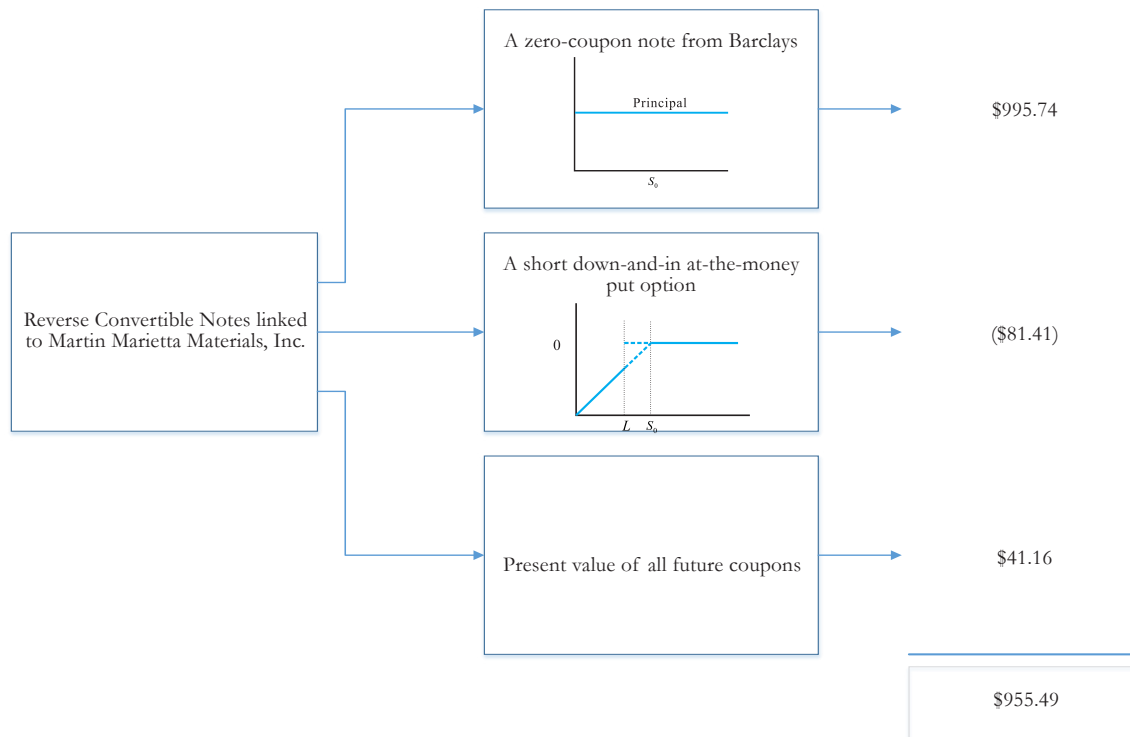 A zero-coupon note from Barclays
Principal
S₀
$995.74
Reverse Convertible Notes linked
to Martin Marietta Materials, Inc.
A short down-and-in at-the-money
put option
0
L S₀
($81.41)
Present value of all future coupons
$41.16
$955.49